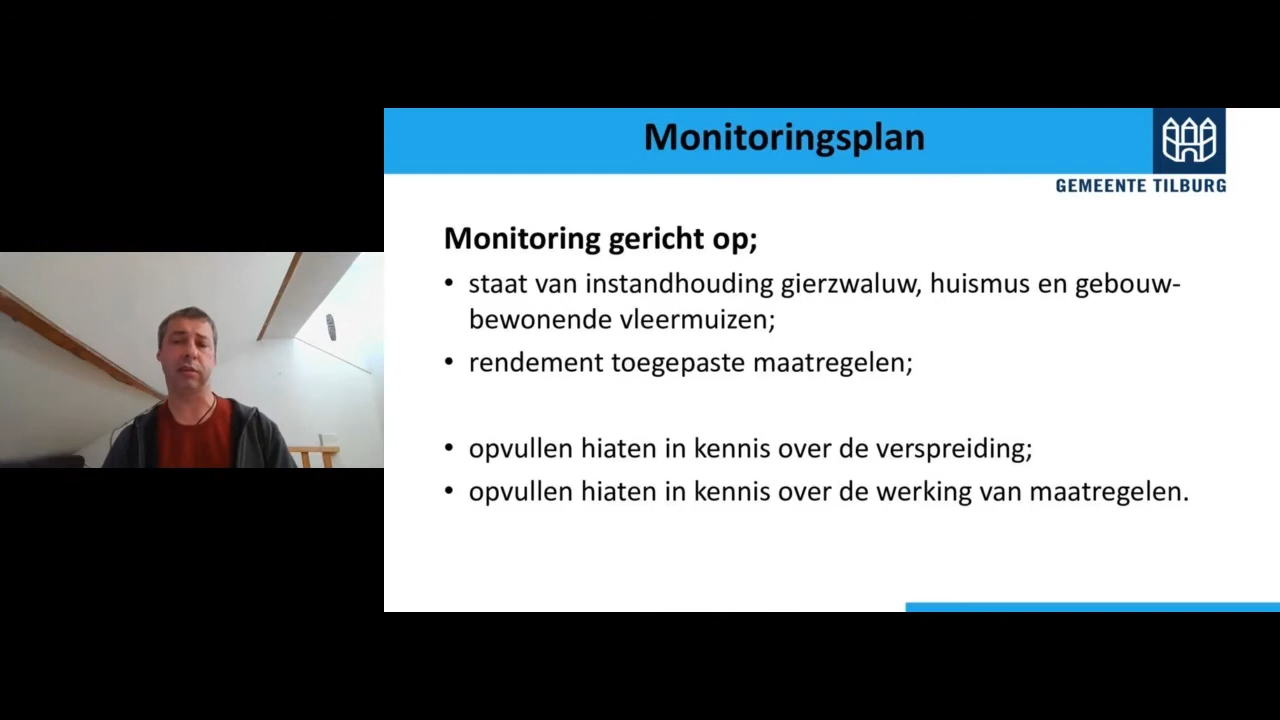 Monitoringsplan
GEMEENTE TILBURG
Monitoring gericht op;
• staat van instandhouding gierzwaluw, huismus en gebouw-
bewonende vleermuizen;
• rendement toegepaste maatregelen;
• opvullen hiaten in kennis over de verspreiding;
• opvullen hiaten in kennis over de werking van maatregelen.